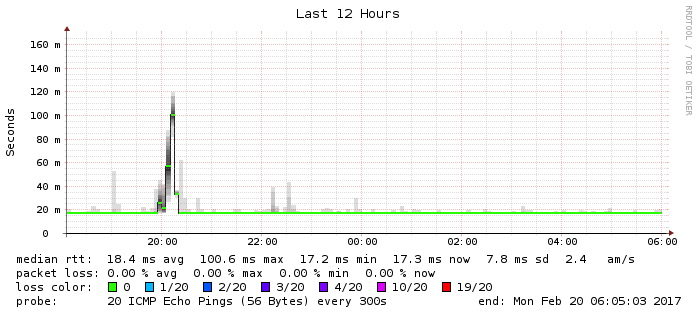 Last 12 Hours
RRDTOOL / TOBI OETIKER
Seconds
160 m
140 m
120 m
100 m
80 m
60 m
40 m
20 m
0
20:00 22:00 00:00 02:00 04:00 06:00
median rtt: 18.4 ms avg 100.6 ms max 17.2 ms min 17.3 ms now 7.8 ms sd 2.4 am/s
packet loss: 0.00 % avg 0.00 % max 0.00 % min 0.00 % now
loss color: 0 1/20 2/20 3/20 4/20 10/20 19/20
probe: 20 ICMP Echo Pings (56 Bytes) every 300s end: Mon Feb 20 06:05:03 2017